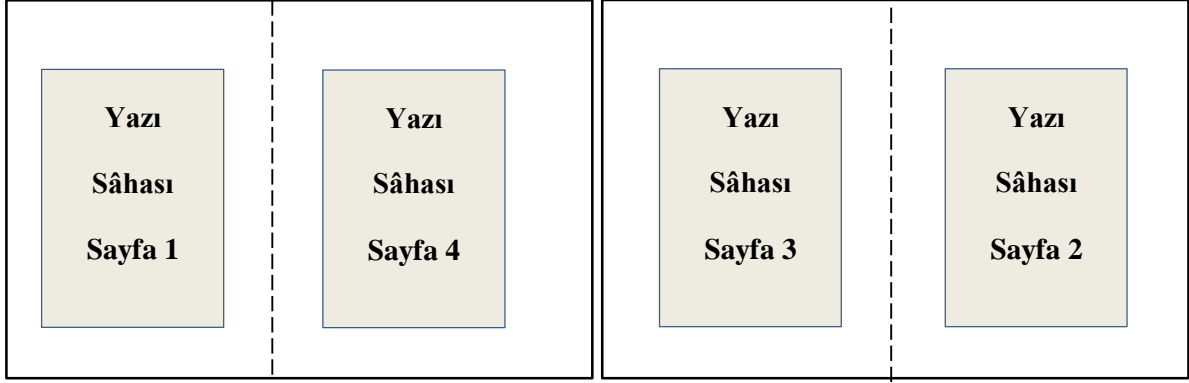 Yazı
Sâhası
Sayfa 1
Yazı
Sâhası
Sayfa 4
Yazı
Sâhası
Sayfa 3
Yazı
Sâhası
Sayfa 2